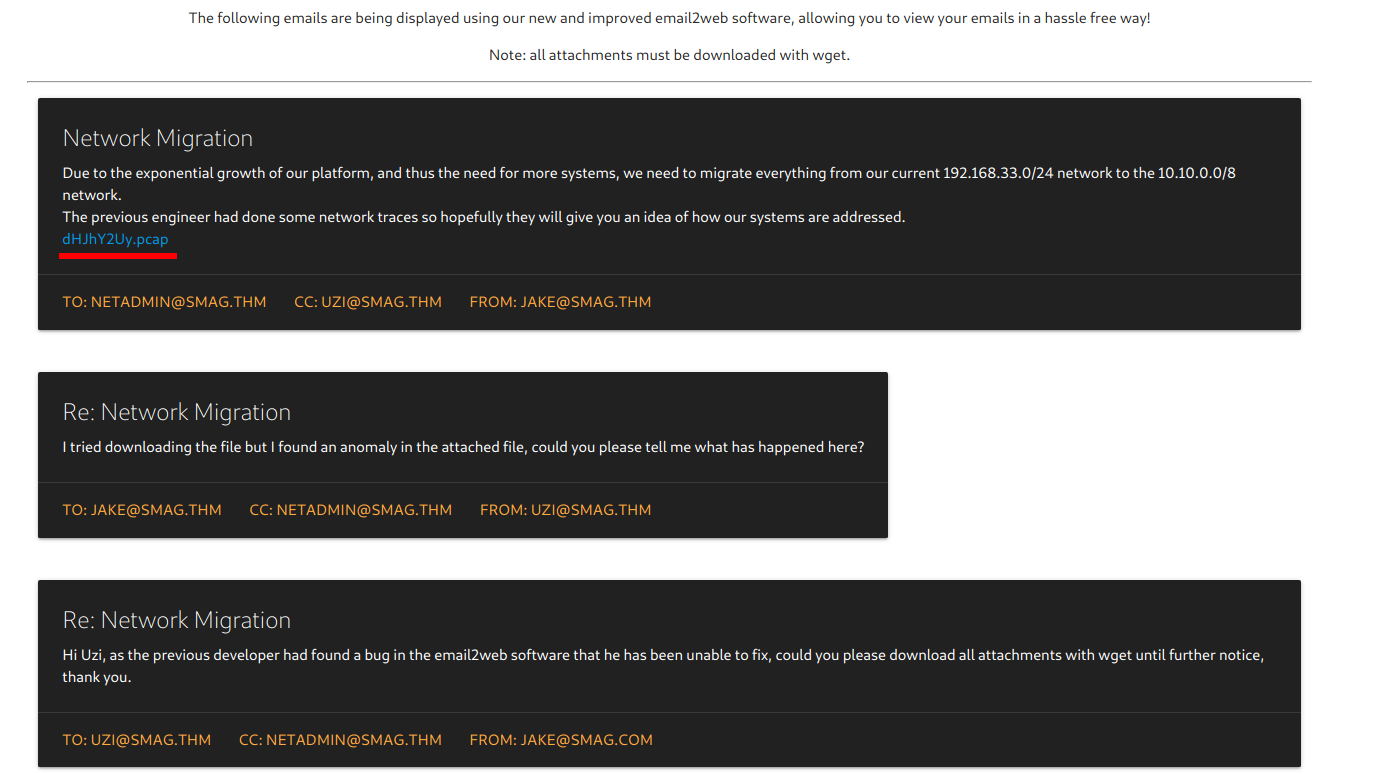 The following emails are being displayed using our new and improved email2web software, allowing you to view your emails in a hassle free way!
Note: all attachments must be downloaded with wget.
Network Migration
Due to the exponential growth of our platform, and thus the need for more systems, we need to migrate everything from our current 192.168.33.0/24 network to the 10.10.0.0/8
network.
The previous engineer had done some network traces so hopefully they will give you an idea of how our systems are addressed.
dHJhY2Uy.pcap
TO: NETADMIN@SMAG.THM CC: UZI@SMAG.THM FROM: JAKE@SMAG.THM
Re: Network Migration
I tried downloading the file but I found an anomaly in the attached file, could you please tell me what has happened here?
TO: JAKE@SMAG.THM CC: NETADMIN@SMAG.THM FROM: UZI@SMAG.THM
Re: Network Migration
Hi Uzi, as the previous developer had found a bug in the email2web software that he has been unable to fix, could you please download all attachments with wget until further notice,
thank you.
TO: UZI@SMAG.THM CC: NETADMIN@SMAG.THM FROM: JAKE@SMAG.COM